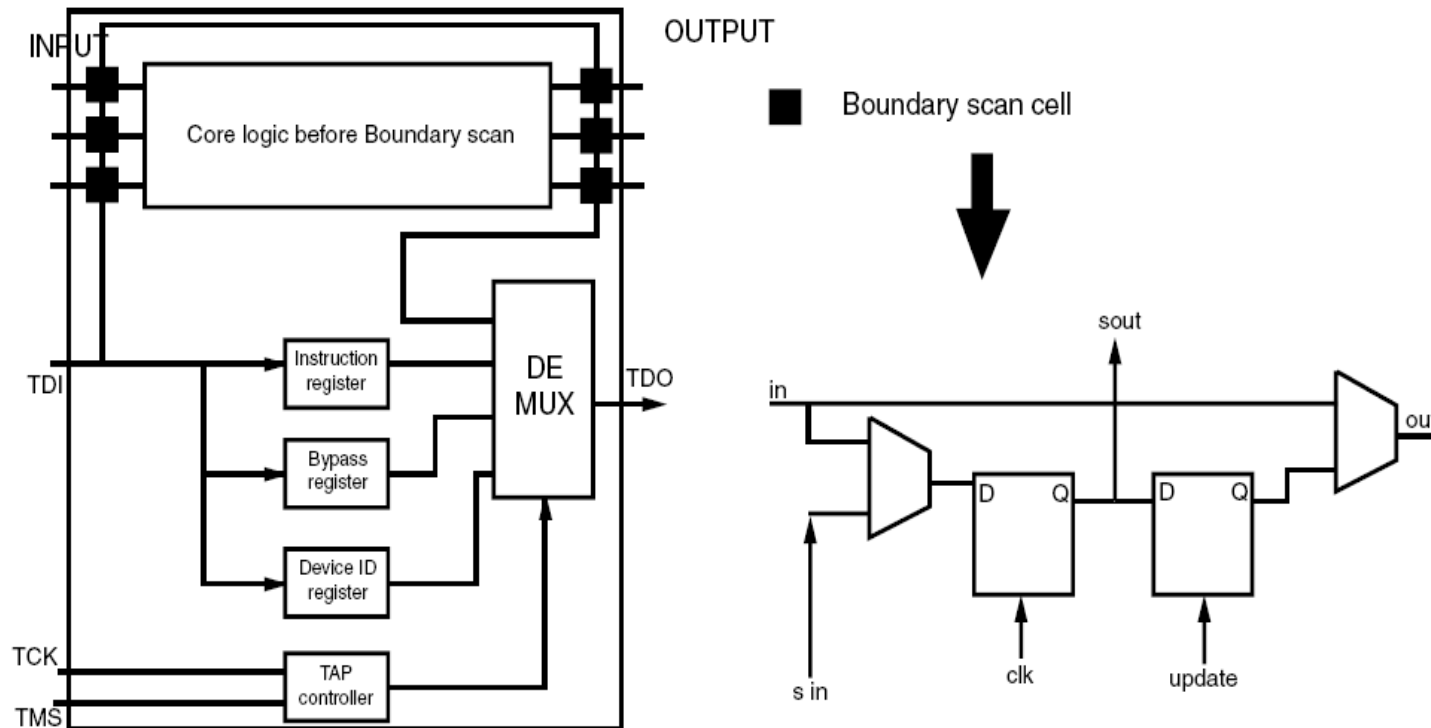 INPUT
OUTPUT
Core logic before Boundary scan
Boundary scan cell
TDI
Instruction
register
Bypass
register
Device ID
register
DE
MUX
TDO
TCK
TMS
TAP
controller
in
sout
out
D
Q
D
Q
s in
clk
update